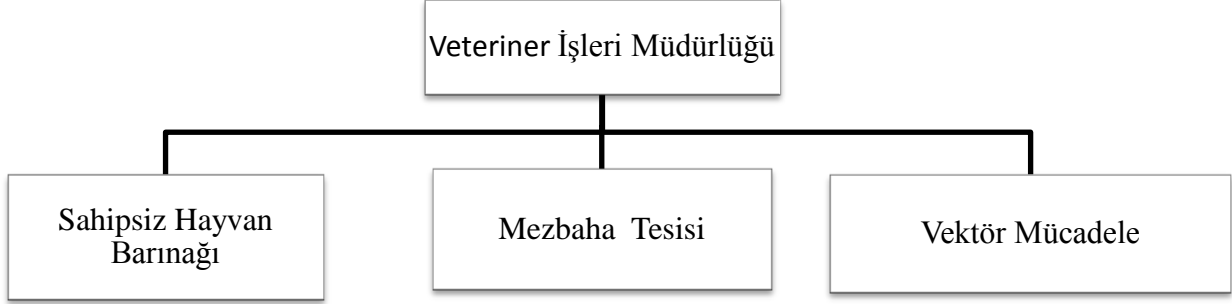 Veteriner İşleri Müdürlüğü
Sahipsiz Hayvan
Barınağı
Mezbaha  Tesisi
Vektör Mücadele